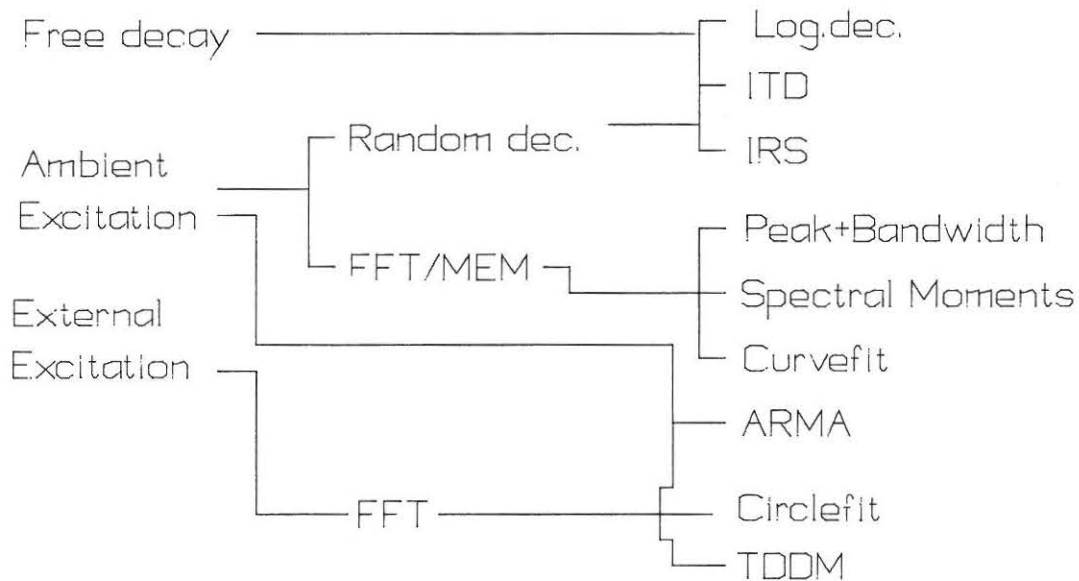 Free decay
Log.dec.
ITD
Random dec.
IRS
Ambient
Excitation
Peak+Bandwidth
FFT/MEM
Spectral Moments
External
Excitation
Curvefit
ARMA
FFT
Circlefit
TDDM